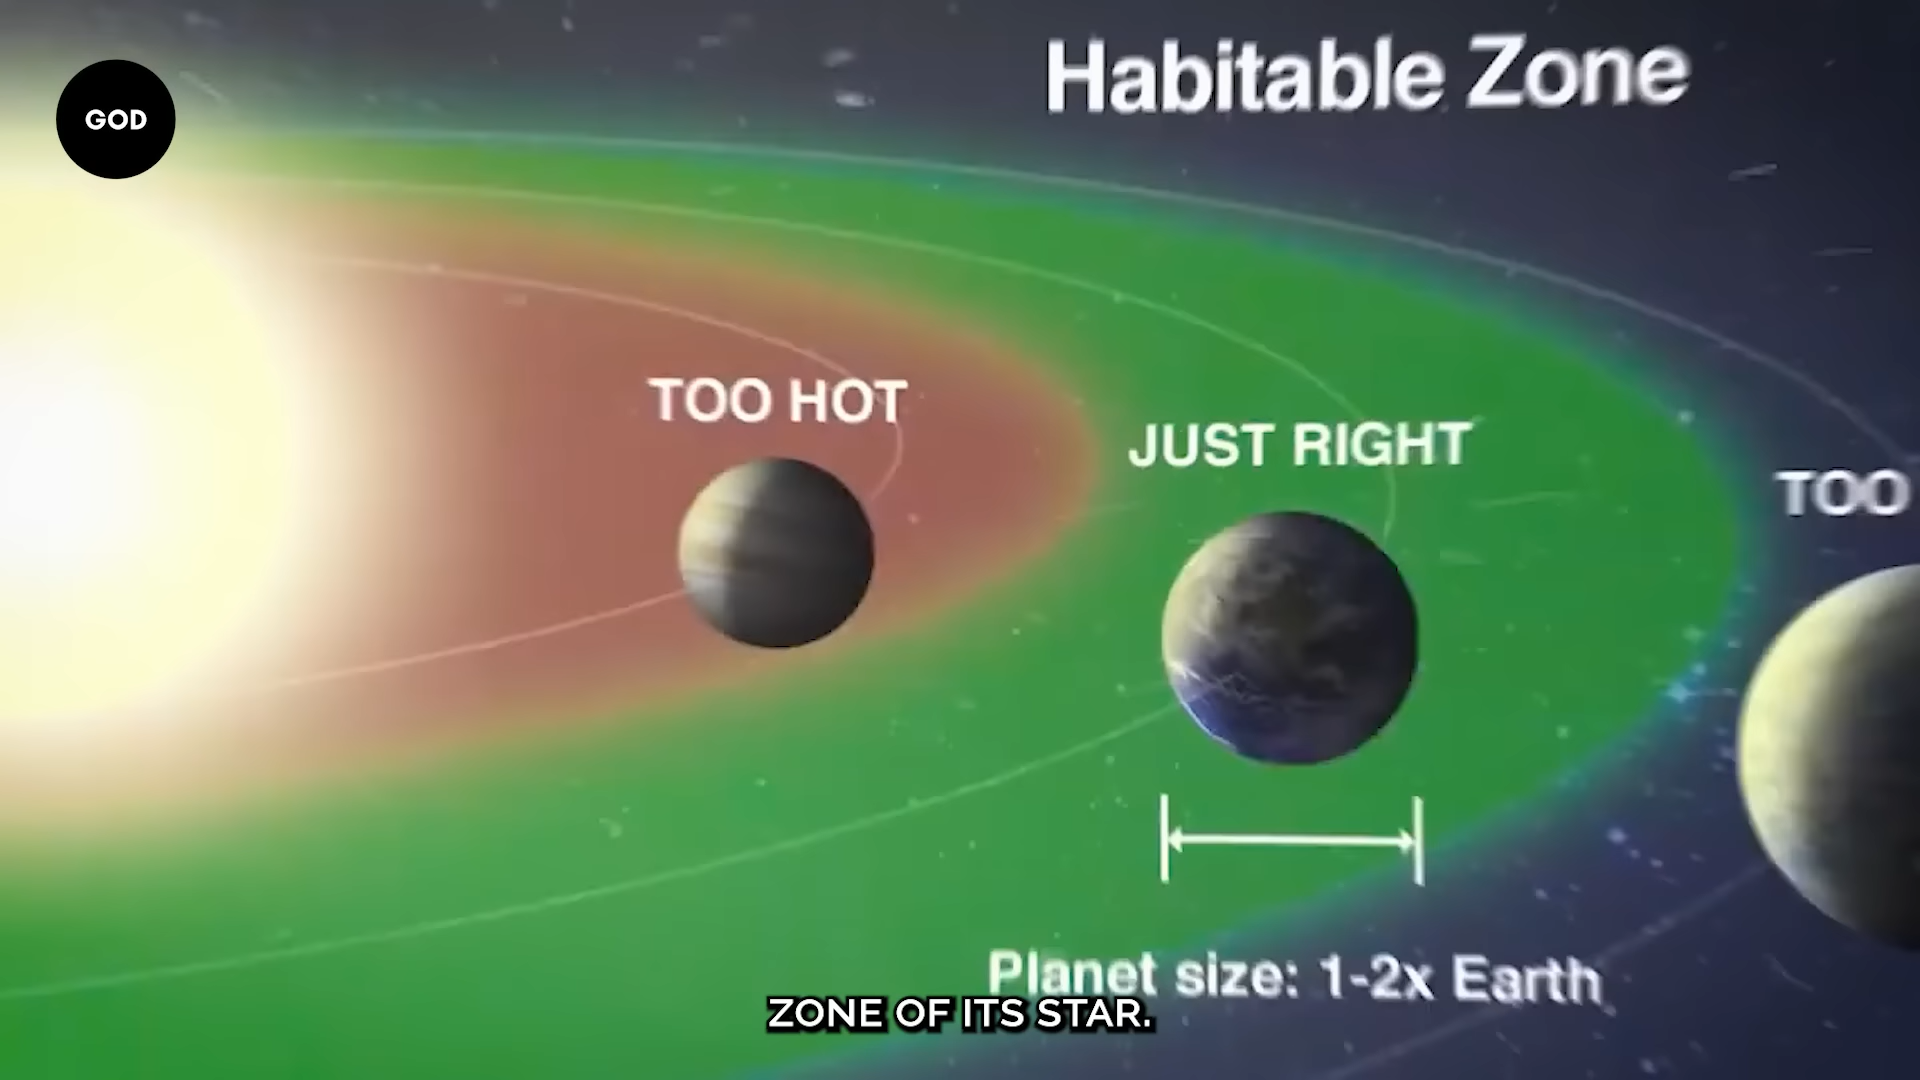 Habitable Zone
GOD
TOO HOT
JUST RIGHT
TOO
Planet size: 1-2x Earth
ZONE OF ITS STAR.